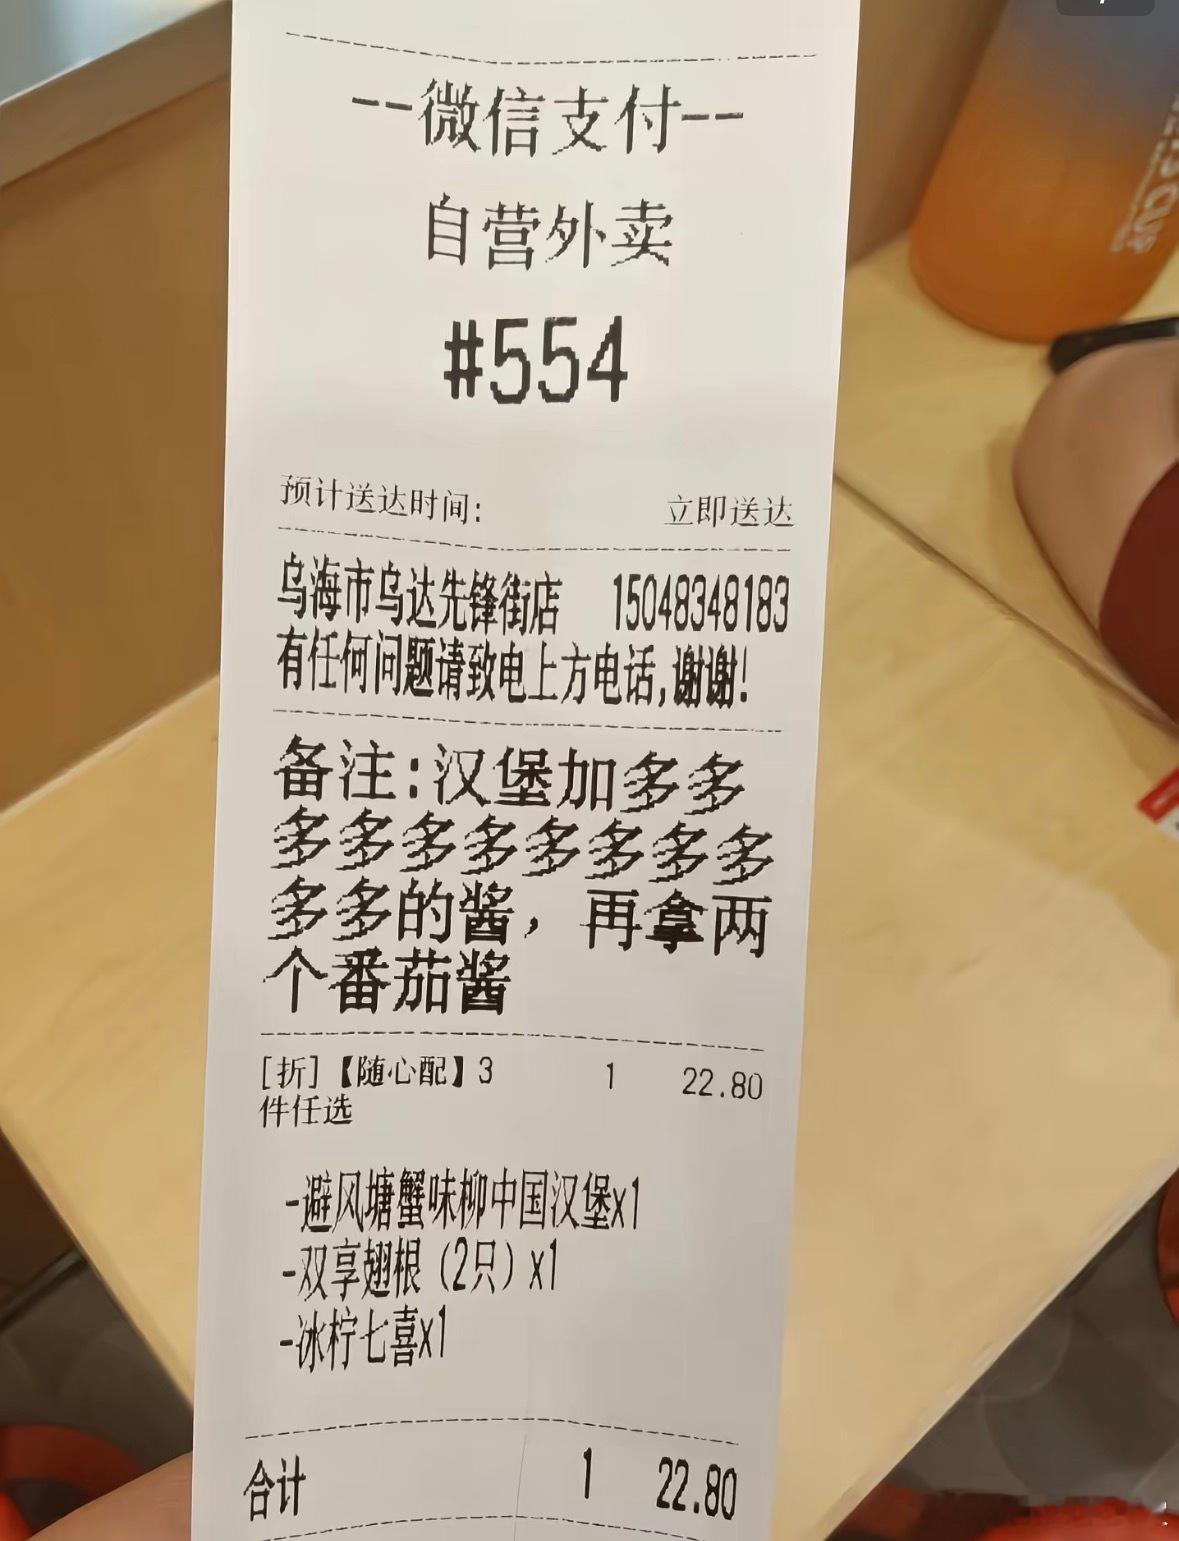 --微信支付--
自营外卖
#554
预计送达时间: 立即送达
乌海市乌达先锋街店 15048348183
有任何问题请致电上方电话,谢谢!
备注:汉堡加多多
多多多多多多多多
多多的酱，再拿两
个番茄酱
[折]【随心配】3 1 22.80
件任选
-避风塘蟹味柳中国汉堡x1
-双享翅根（2只）x1
-冰柠七喜x1
合计 1 22.80
CUP